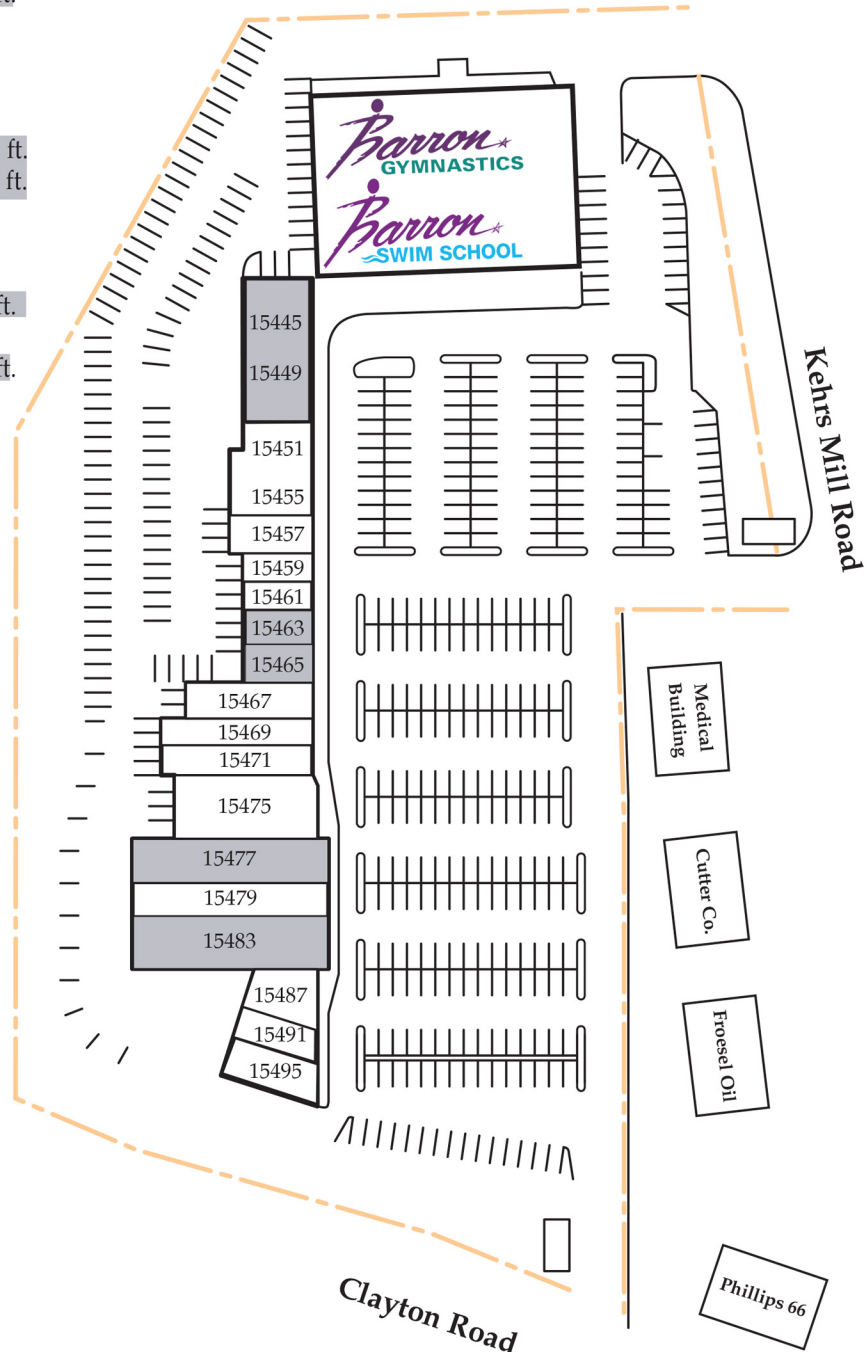 ft.
ft.
ft.
ft.
Barron
GYMNASTICS
Barron
SWIM SCHOOL
15445
15449
15451
15455
15457
15459
15461
15463
15465
15467
15469
15471
15475
15477
15479
15483
15487
15491
15495
Kehrs Mill Road
Medical
Building
Cutter Co.
Froesel Oil
Phillips 66
Clayton Road